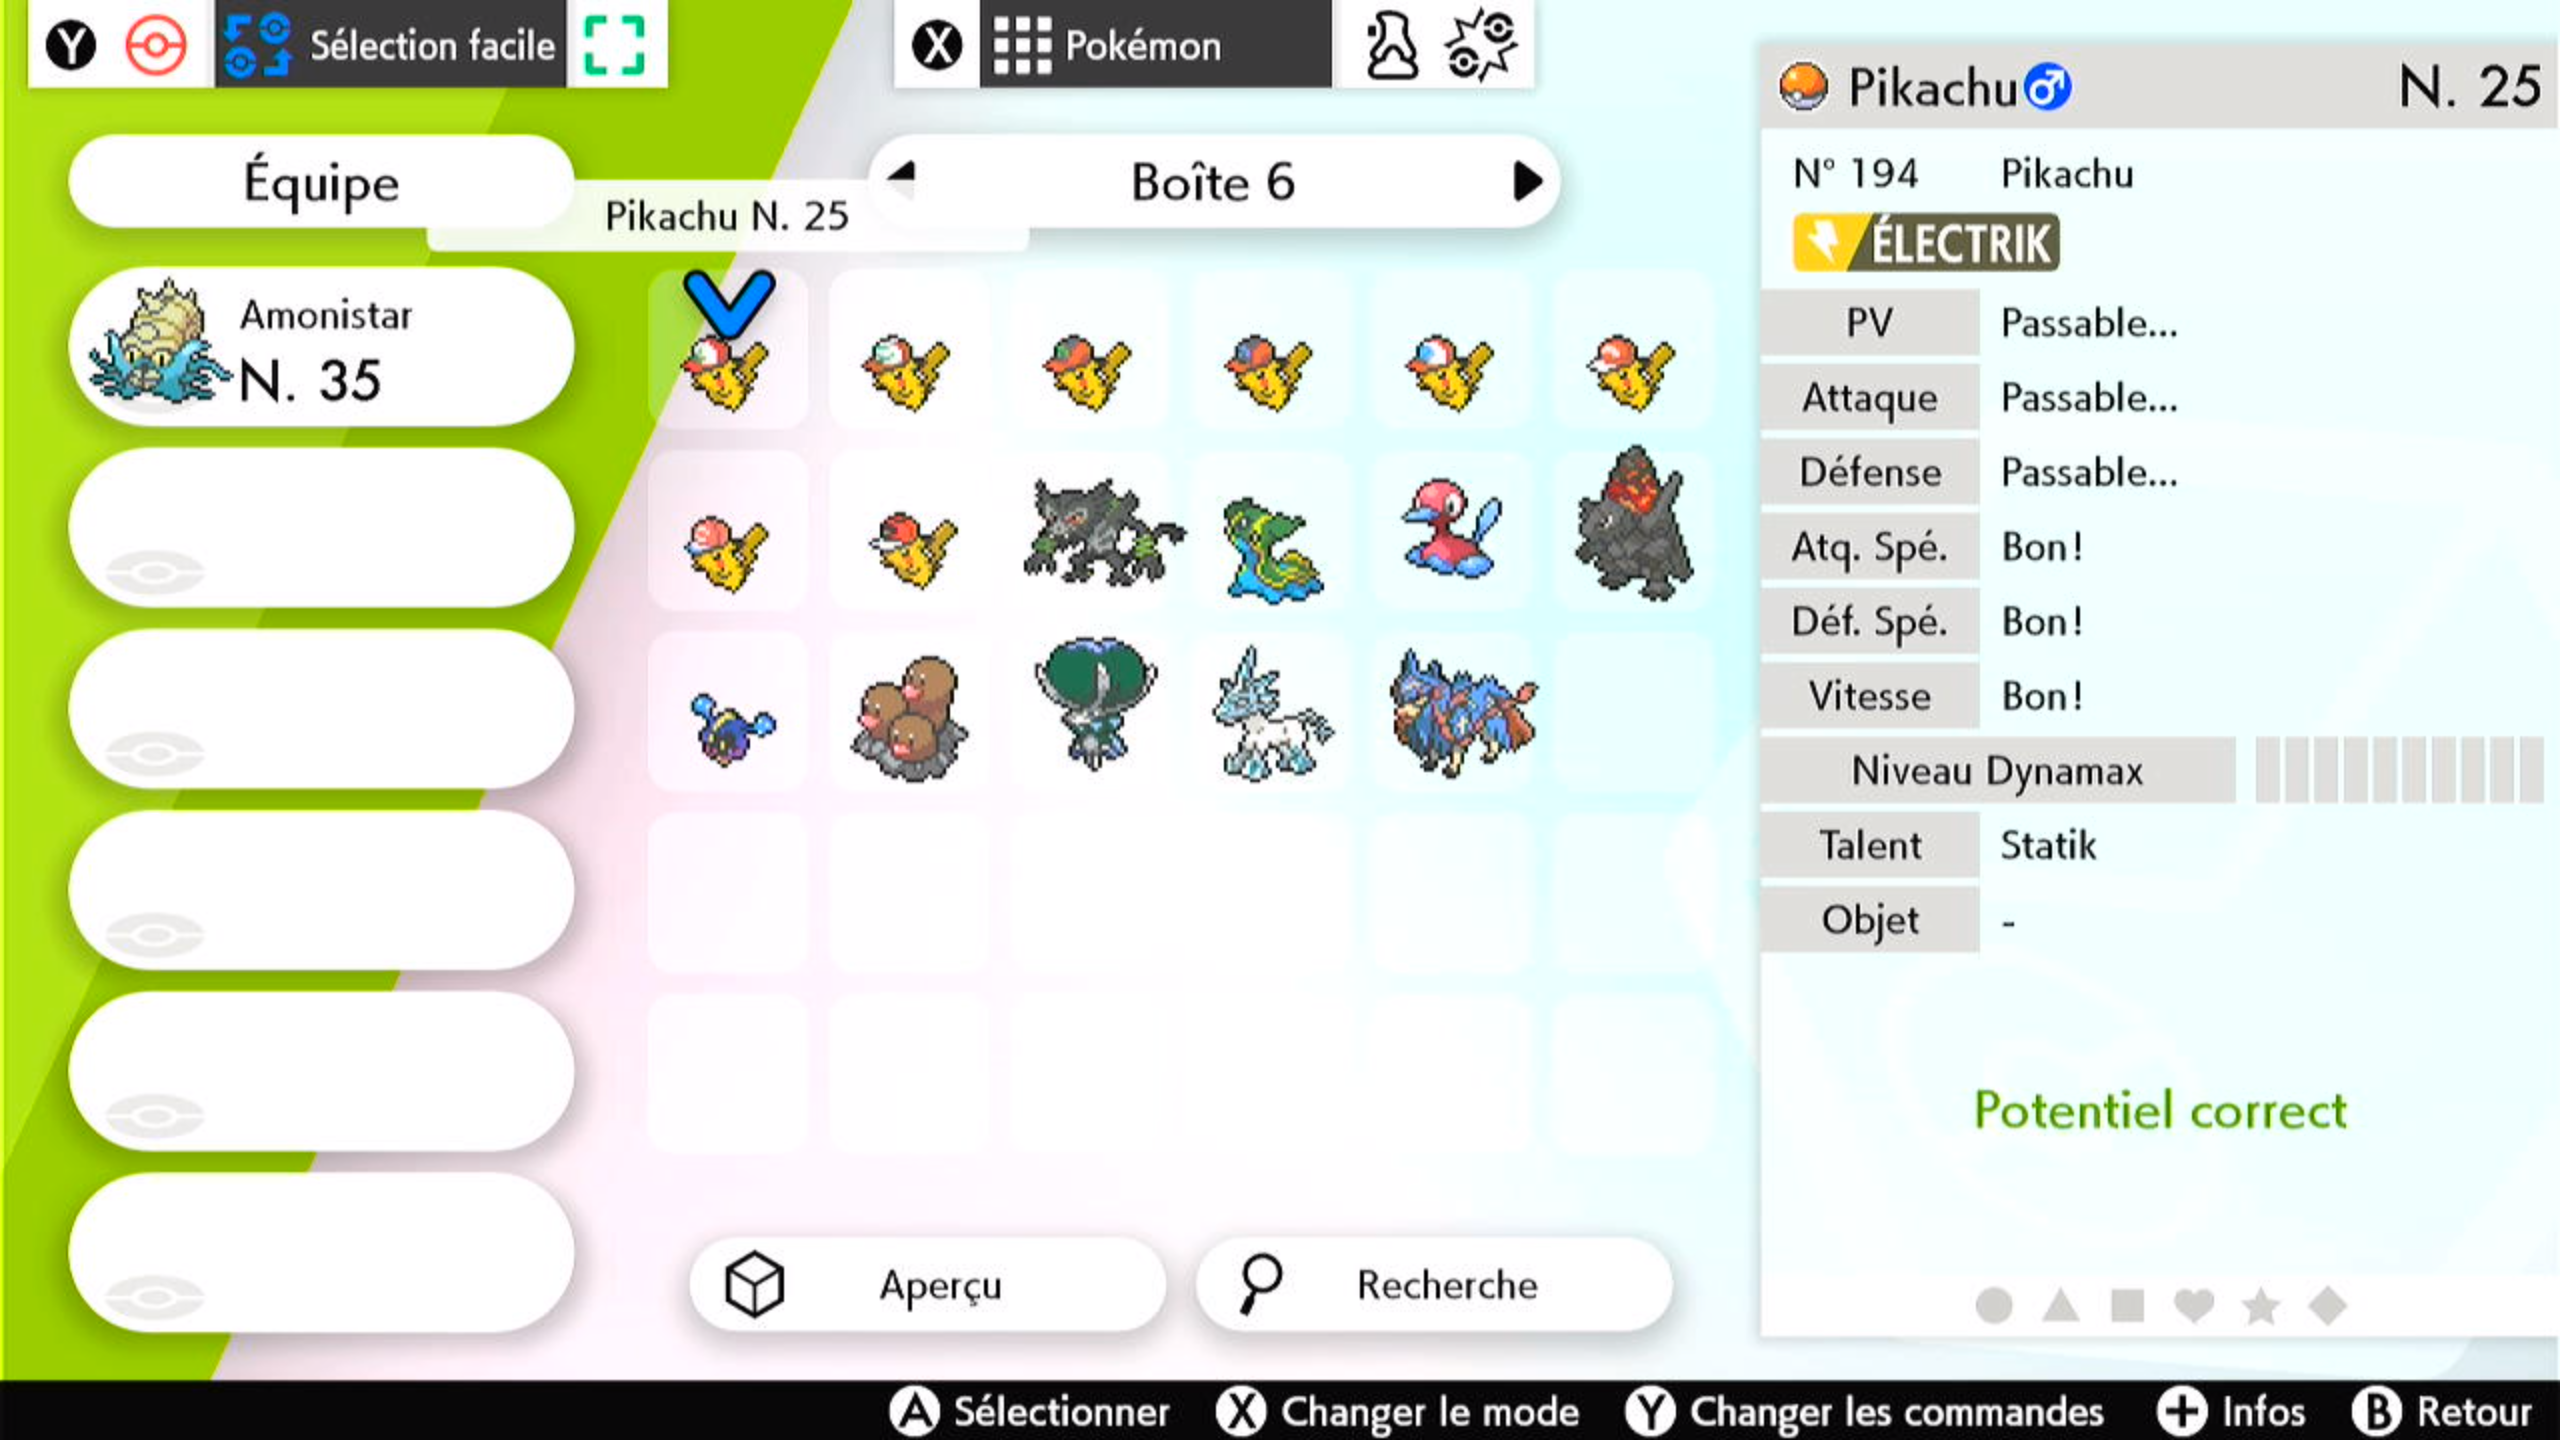 Y Sélection facile
X Pokémon
Équipe
Pikachu N. 25
Boîte 6
Amonistar
N. 35
Aperçu
Recherche
Pikachu♂ N. 25
N° 194 Pikachu
ÉLECTRIK
PV Passable...
Attaque Passable...
Défense Passable...
Atq. Spé. Bon !
Déf. Spé. Bon !
Vitesse Bon !
Niveau Dynamax
Talent Statik
Objet -
Potentiel correct
A Sélectionner X Changer le mode Y Changer les commandes + Infos B Retour